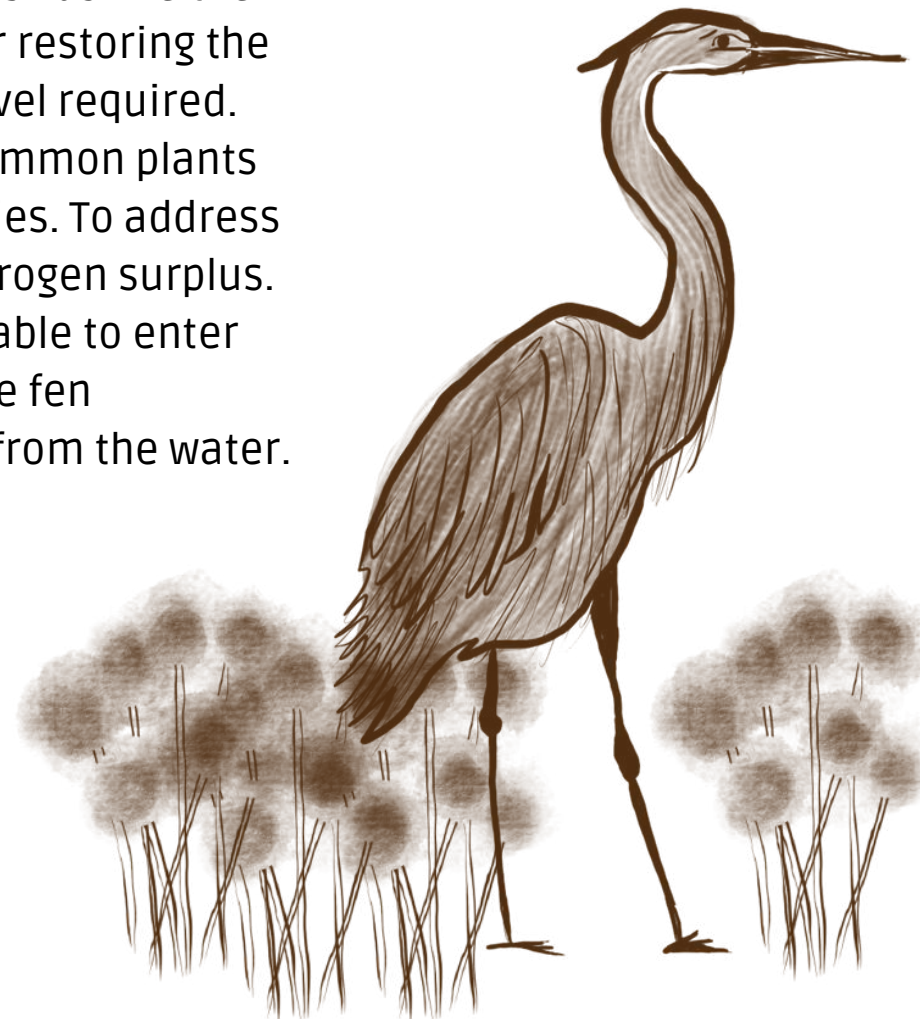 r restoring the
vel required.
mmon plants
es. To address
rogen surplus.
able to enter
e fen
from the water.